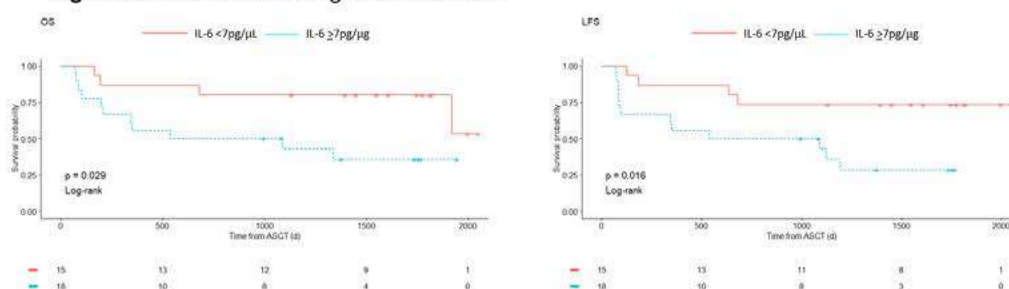 OS
IL-6 <7pg/µL
IL-6 ≥7pg/µg
1.00
0.75
0.50
0.25
0.00
Survival probability
p = 0.029
Log-rank
0
500
1000
1500
2000
Time from ASCT (d)
15 13 12 9 1
18 10 8 4 0
LFS
IL-6 <7pg/µL
IL-6 ≥7pg/µg
1.00
0.75
0.50
0.25
0.00
Survival probability
p = 0.016
Log-rank
0
500
1000
1500
2000
Time from ASCT (d)
15 13 11 8 1
18 10 8 3 0